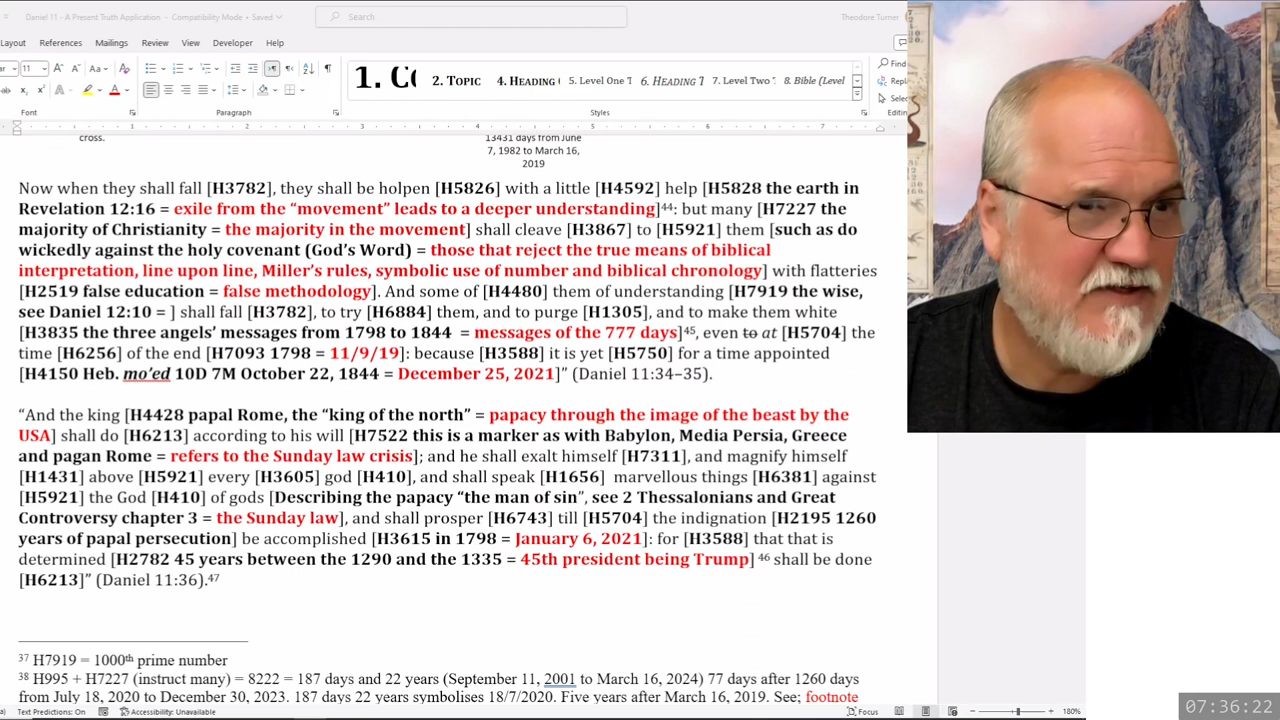 Daniel 11 - A Present Truth Application - Compatibility Mode • Saved
Search
Theodore Turner
Layout References Mailings Review View Developer Help
11
Aa
1. Co
2. Topic
4. Heading
5. Level One
6. Heading
7. Level Two
8. Bible (Level
Find
Font
Paragraph
Styles
Editing
1 2 3 4 5 6 7
cross.
13431 days from June
7, 1982 to March 16,
2019
Now when they shall fall [H3782], they shall be holpen [H5826] with a little [H4592] help [H5828 the earth in
Revelation 12:16 = exile from the “movement” leads to a deeper understanding]44: but many [H7227 the
majority of Christianity = the majority in the movement] shall cleave [H3867] to [H5921] them [such as do
wickedly against the holy covenant (God’s Word) = those that reject the true means of biblical
interpretation, line upon line, Miller’s rules, symbolic use of number and biblical chronology] with flatteries
[H2519 false education = false methodology]. And some of [H4480] them of understanding [H7919 the wise,
see Daniel 12:10 = ] shall fall [H3782], to try [H6884] them, and to purge [H1305], and to make them white
[H3835 the three angels’ messages from 1798 to 1844 = messages of the 777 days]45, even to at [H5704] the
time [H6256] of the end [H7093 1798 = 11/9/19]: because [H3588] it is yet [H5750] for a time appointed
[H4150 Heb. mo’ed 10D 7M October 22, 1844 = December 25, 2021]” (Daniel 11:34–35).
“And the king [H4428 papal Rome, the “king of the north” = papacy through the image of the beast by the
USA] shall do [H6213] according to his will [H7522 this is a marker as with Babylon, Media Persia, Greece
and pagan Rome = refers to the Sunday law crisis]; and he shall exalt himself [H7311], and magnify himself
[H1431] above [H5921] every [H3605] god [H410], and shall speak [H1656] marvellous things [H6381] against
[H5921] the God [H410] of gods [Describing the papacy “the man of sin”, see 2 Thessalonians and Great
Controversy chapter 3 = the Sunday law], and shall prosper [H6743] till [H5704] the indignation [H2195 1260
years of papal persecution] be accomplished [H3615 in 1798 = January 6, 2021]: for [H3588] that that is
determined [H2782 45 years between the 1290 and the 1335 = 45th president being Trump] 46 shall be done
[H6213]” (Daniel 11:36).47
37 H7919 = 1000th prime number
38 H995 + H7227 (instruct many) = 8222 = 187 days and 22 years (September 11, 2001 to March 16, 2024) 77 days after 1260 days
from July 18, 2020 to December 30, 2023. 187 days 22 years symbolises 18/7/2020. Five years after March 16, 2019. See; footnote
Text Predictions: On
Accessibility: Unavailable
Focus
180%
07:36:22